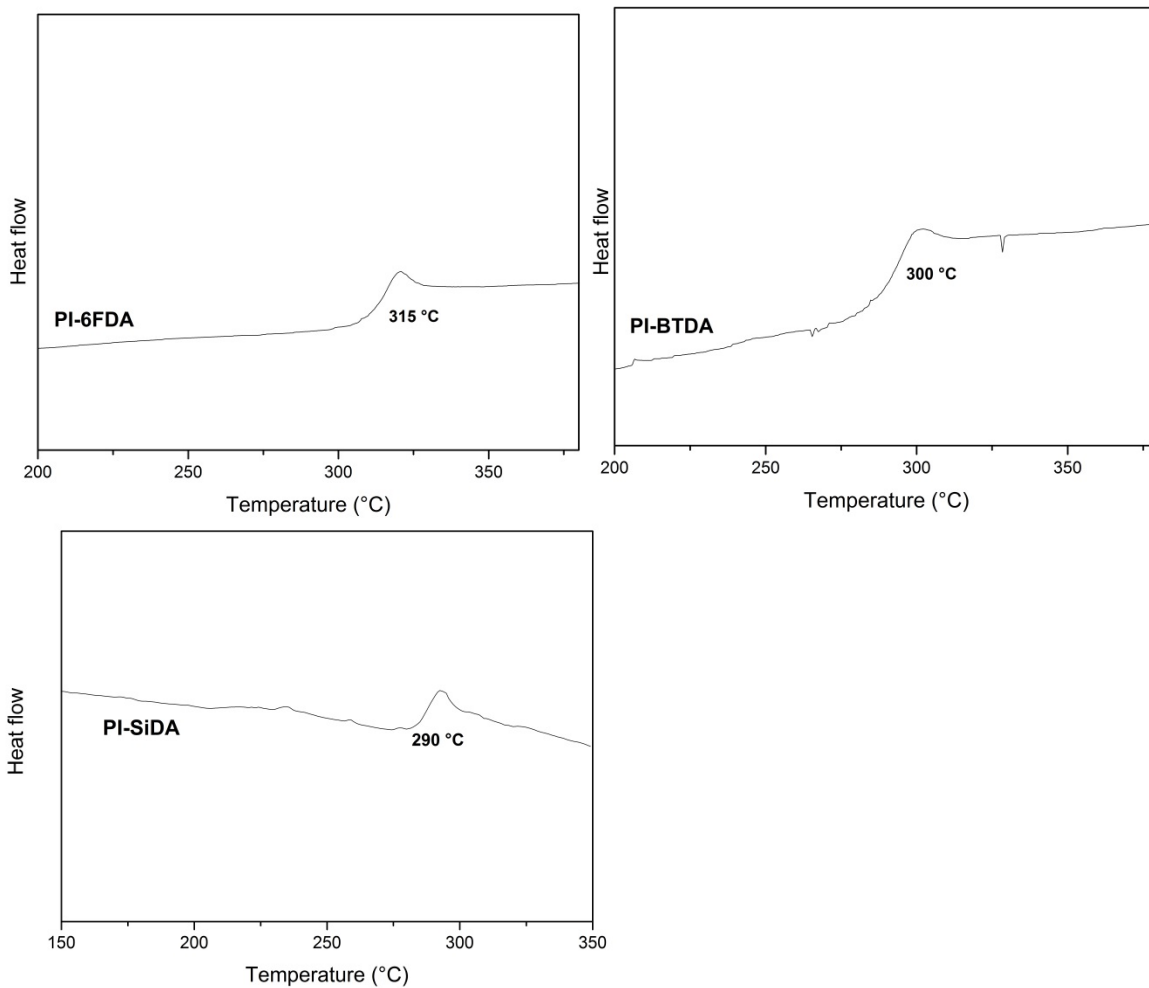 Heat flow
PI-6FDA
315 °C
200 250 300 350
Temperature (°C)
Heat flow
PI-BTDA
300 °C
200 250 300 350
Temperature (°C)
Heat flow
PI-SiDA
290 °C
150 200 250 300 350
Temperature (°C)